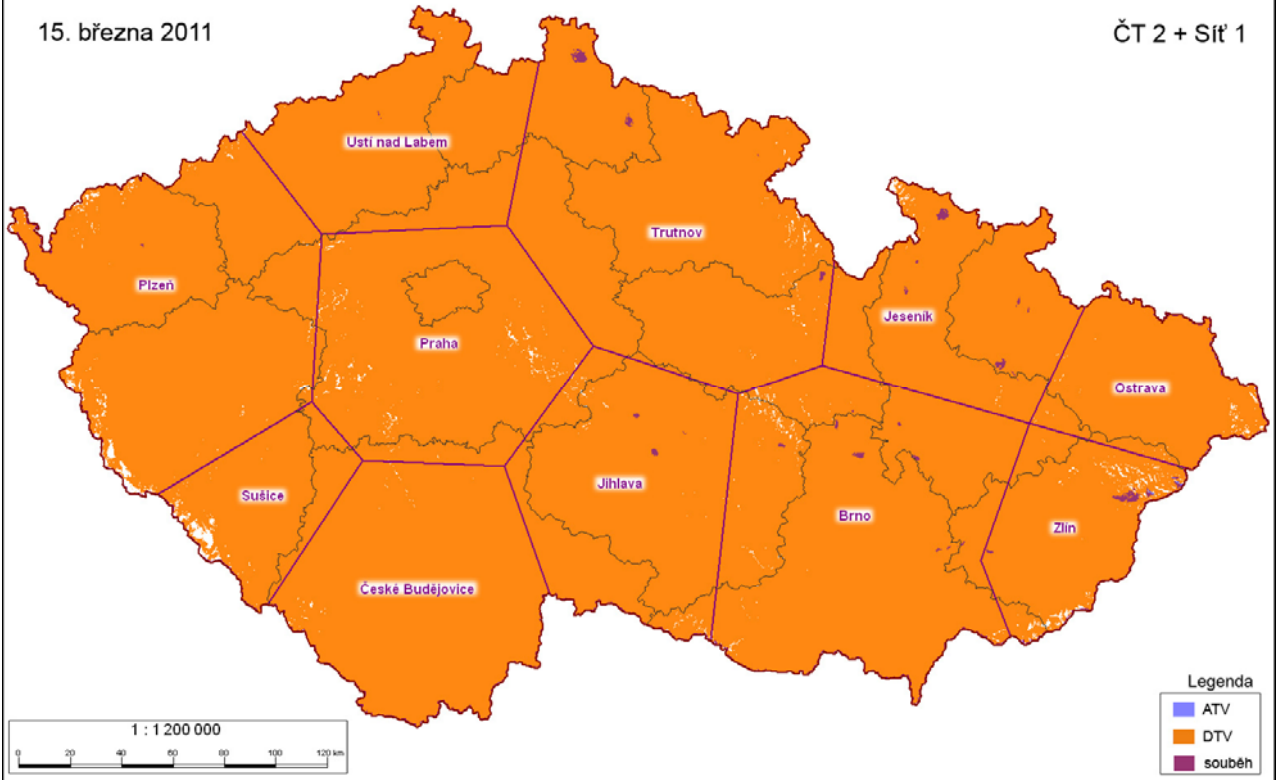 15. března 2011
ČT 2 + Síť 1
Ustí nad Labem
Trutnov
Plzeň
Jeseník
Praha
Ostrava
Sušice
Jihlava
Brno
Zlín
České Budějovice
1 : 1 200 000
0 20 40 60 80 100 120 km
Legenda
ATV
DTV
souběh